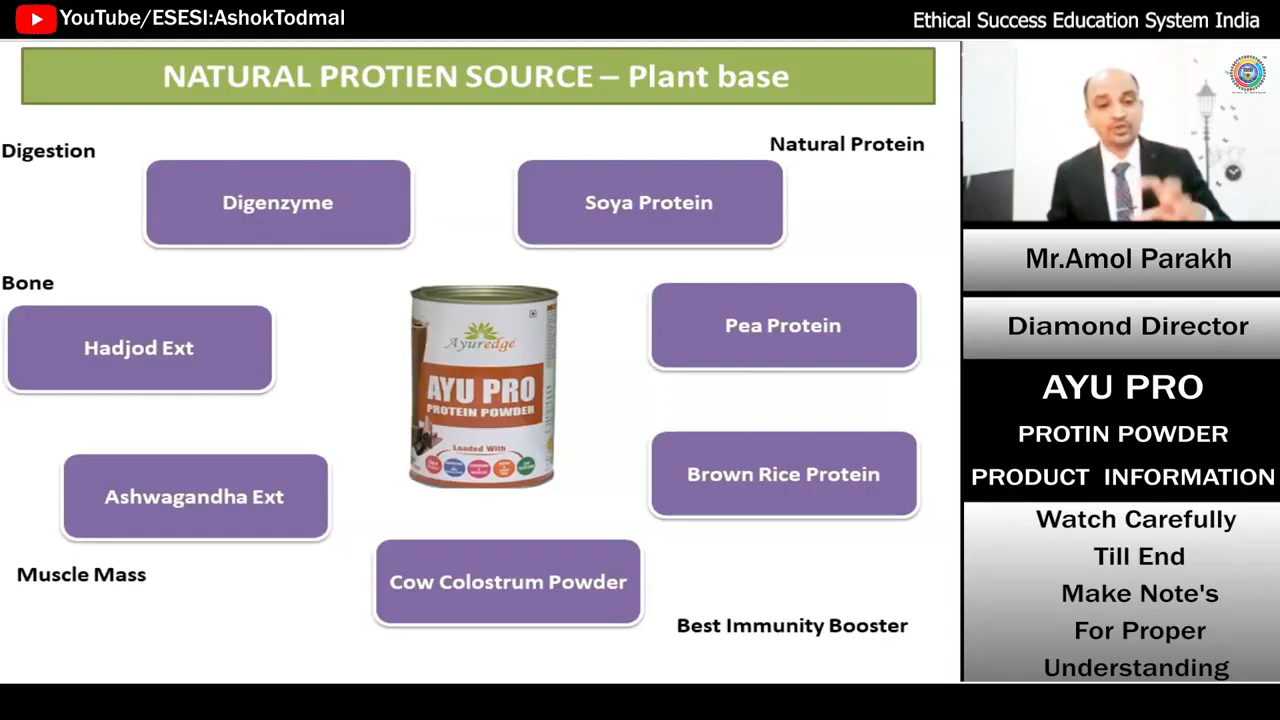 YouTube/ESESI:AshokTodmal
Ethical Success Education System India
NATURAL PROTIEN SOURCE – Plant base
Digestion
Natural Protein
Digenzyme
Soya Protein
Bone
Hadjod Ext
Pea Protein
Ayuredge
AYU PRO
PROTEIN POWDER
Loaded With
Ashwagandha Ext
Brown Rice Protein
Muscle Mass
Cow Colostrum Powder
Best Immunity Booster
Mr.Amol Parakh
Diamond Director
AYU PRO
PROTIN POWDER
PRODUCT INFORMATION
Watch Carefully
Till End
Make Note's
For Proper
Understanding